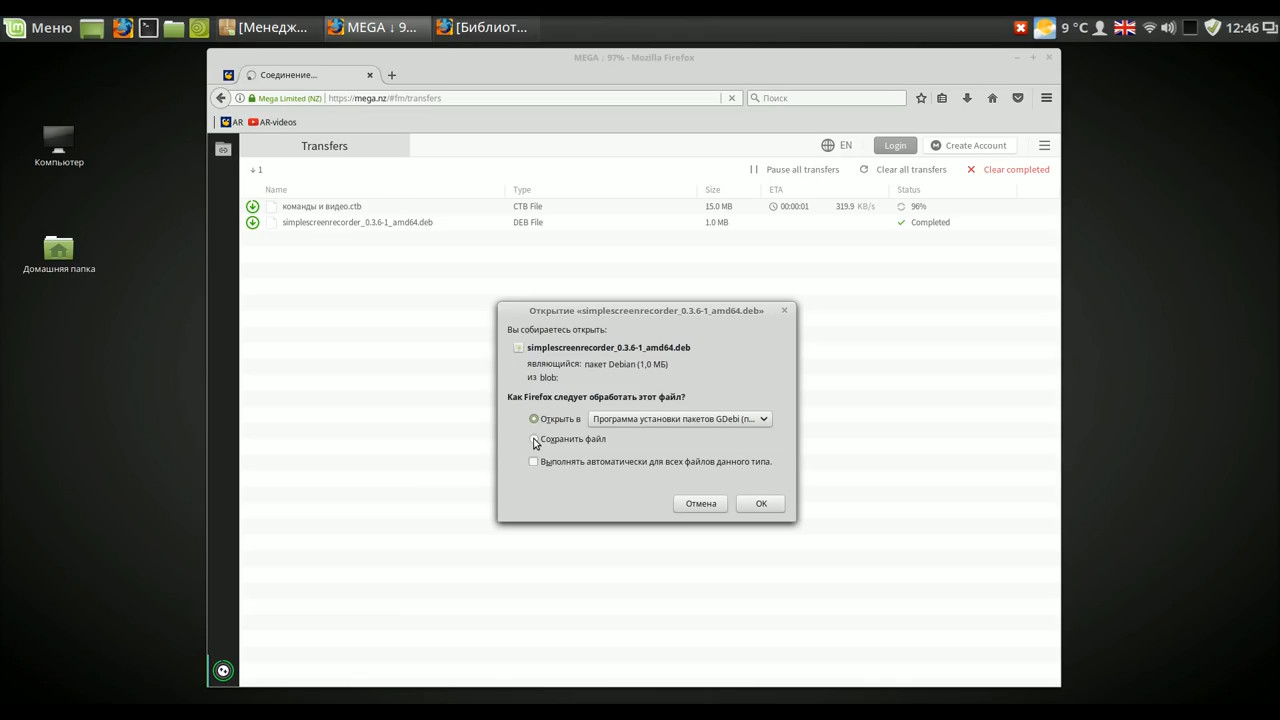 Меню
[Менедж...
MEGA ↓ 9...
[Библиот...
9 °C
12:46
MEGA ↓ 97% - Mozilla Firefox
Соединение...
Mega Limited (NZ)
https://mega.nz/#fm/transfers
Поиск
AR
AR-videos
Transfers
EN
Login
Create Account
↓ 1
Pause all transfers
Clear all transfers
Clear completed
Name Type Size ETA Status
команды и видео.ctb CTB File 15.0 MB 00:00:01 319.9 KB/s 96%
simplescreenrecorder_0.3.6-1_amd64.deb DEB File 1.0 MB Completed
Компьютер
Домашняя папка
Открытие «simplescreenrecorder_0.3.6-1_amd64.deb»
Вы собираетесь открыть:
simplescreenrecorder_0.3.6-1_amd64.deb
являющийся: пакет Debian (1,0 МБ)
из blob:
Как Firefox следует обработать этот файл?
Открыть в Программа установки пакетов GDebi (п...
Сохранить файл
Выполнять автоматически для всех файлов данного типа.
Отмена
OK